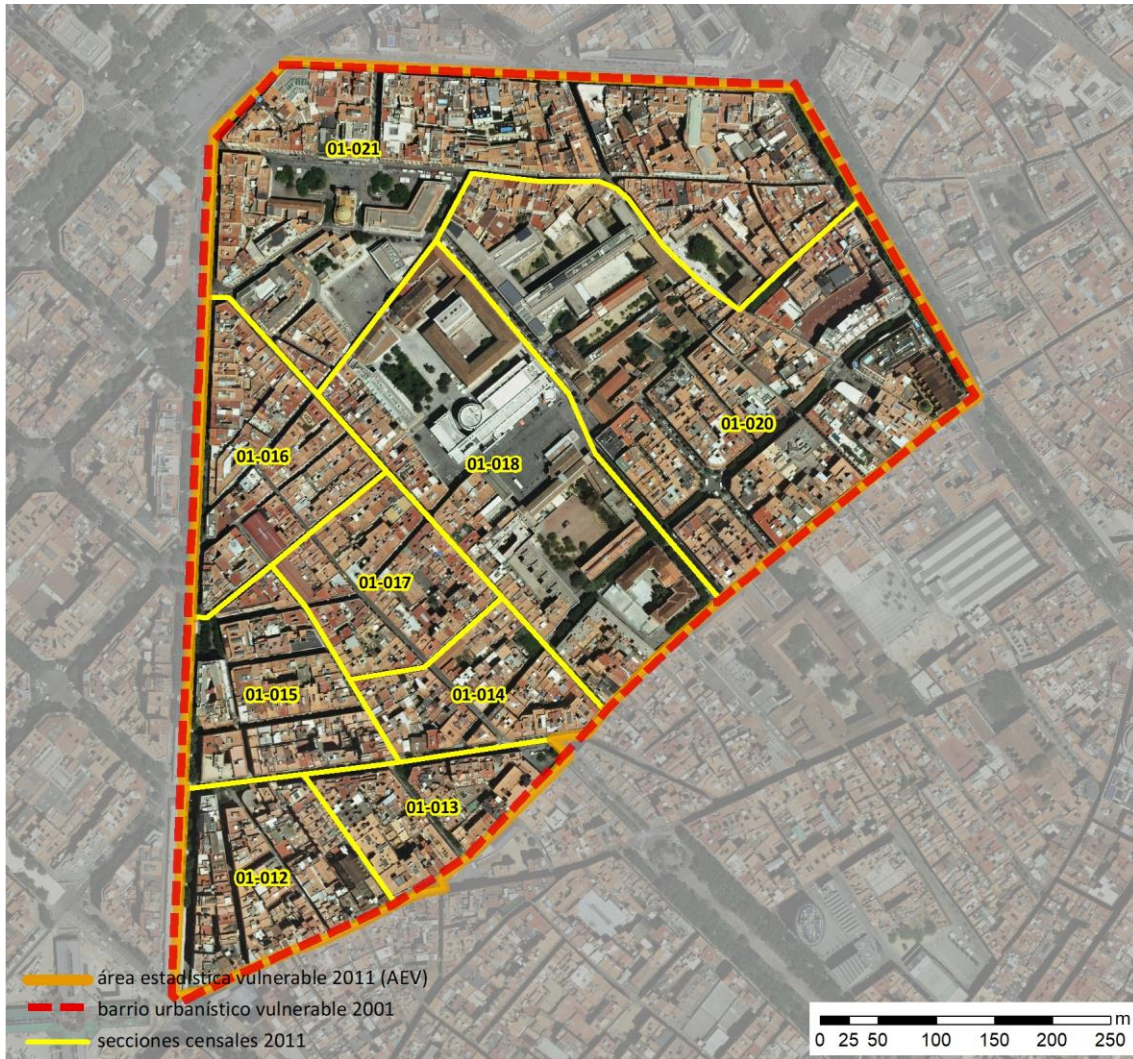 01-021
01-016
01-018
01-020
01-017
01-015
01-014
01-013
01-012
área estadística vulnerable 2011 (AEV)
barrio urbanístico vulnerable 2001
secciones censales 2011
m
0 25 50 100 150 200 250